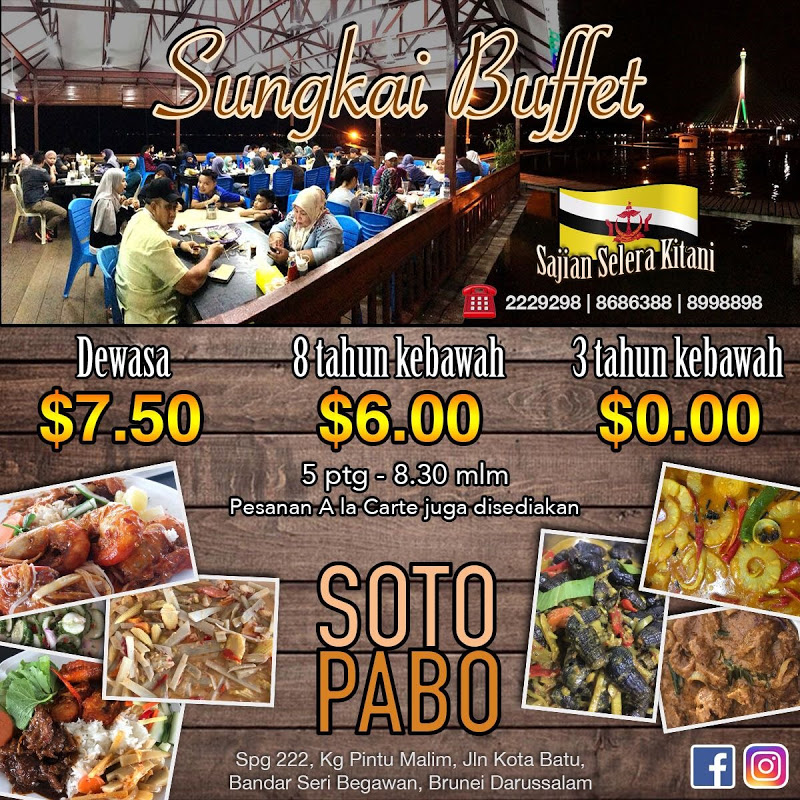 Sungkai Buffet
Sajian Selera Kitani
2229298 | 8686388 | 8998898
Dewasa 8 tahun kebawah 3 tahun kebawah
$7.50 $6.00 $0.00
5 ptg - 8.30 mlm
Pesanan A la Carte juga disediakan
SOTO
PABO
Spg 222, Kg Pintu Malim, Jln Kota Batu,
Bandar Seri Begawan, Brunei Darussalam